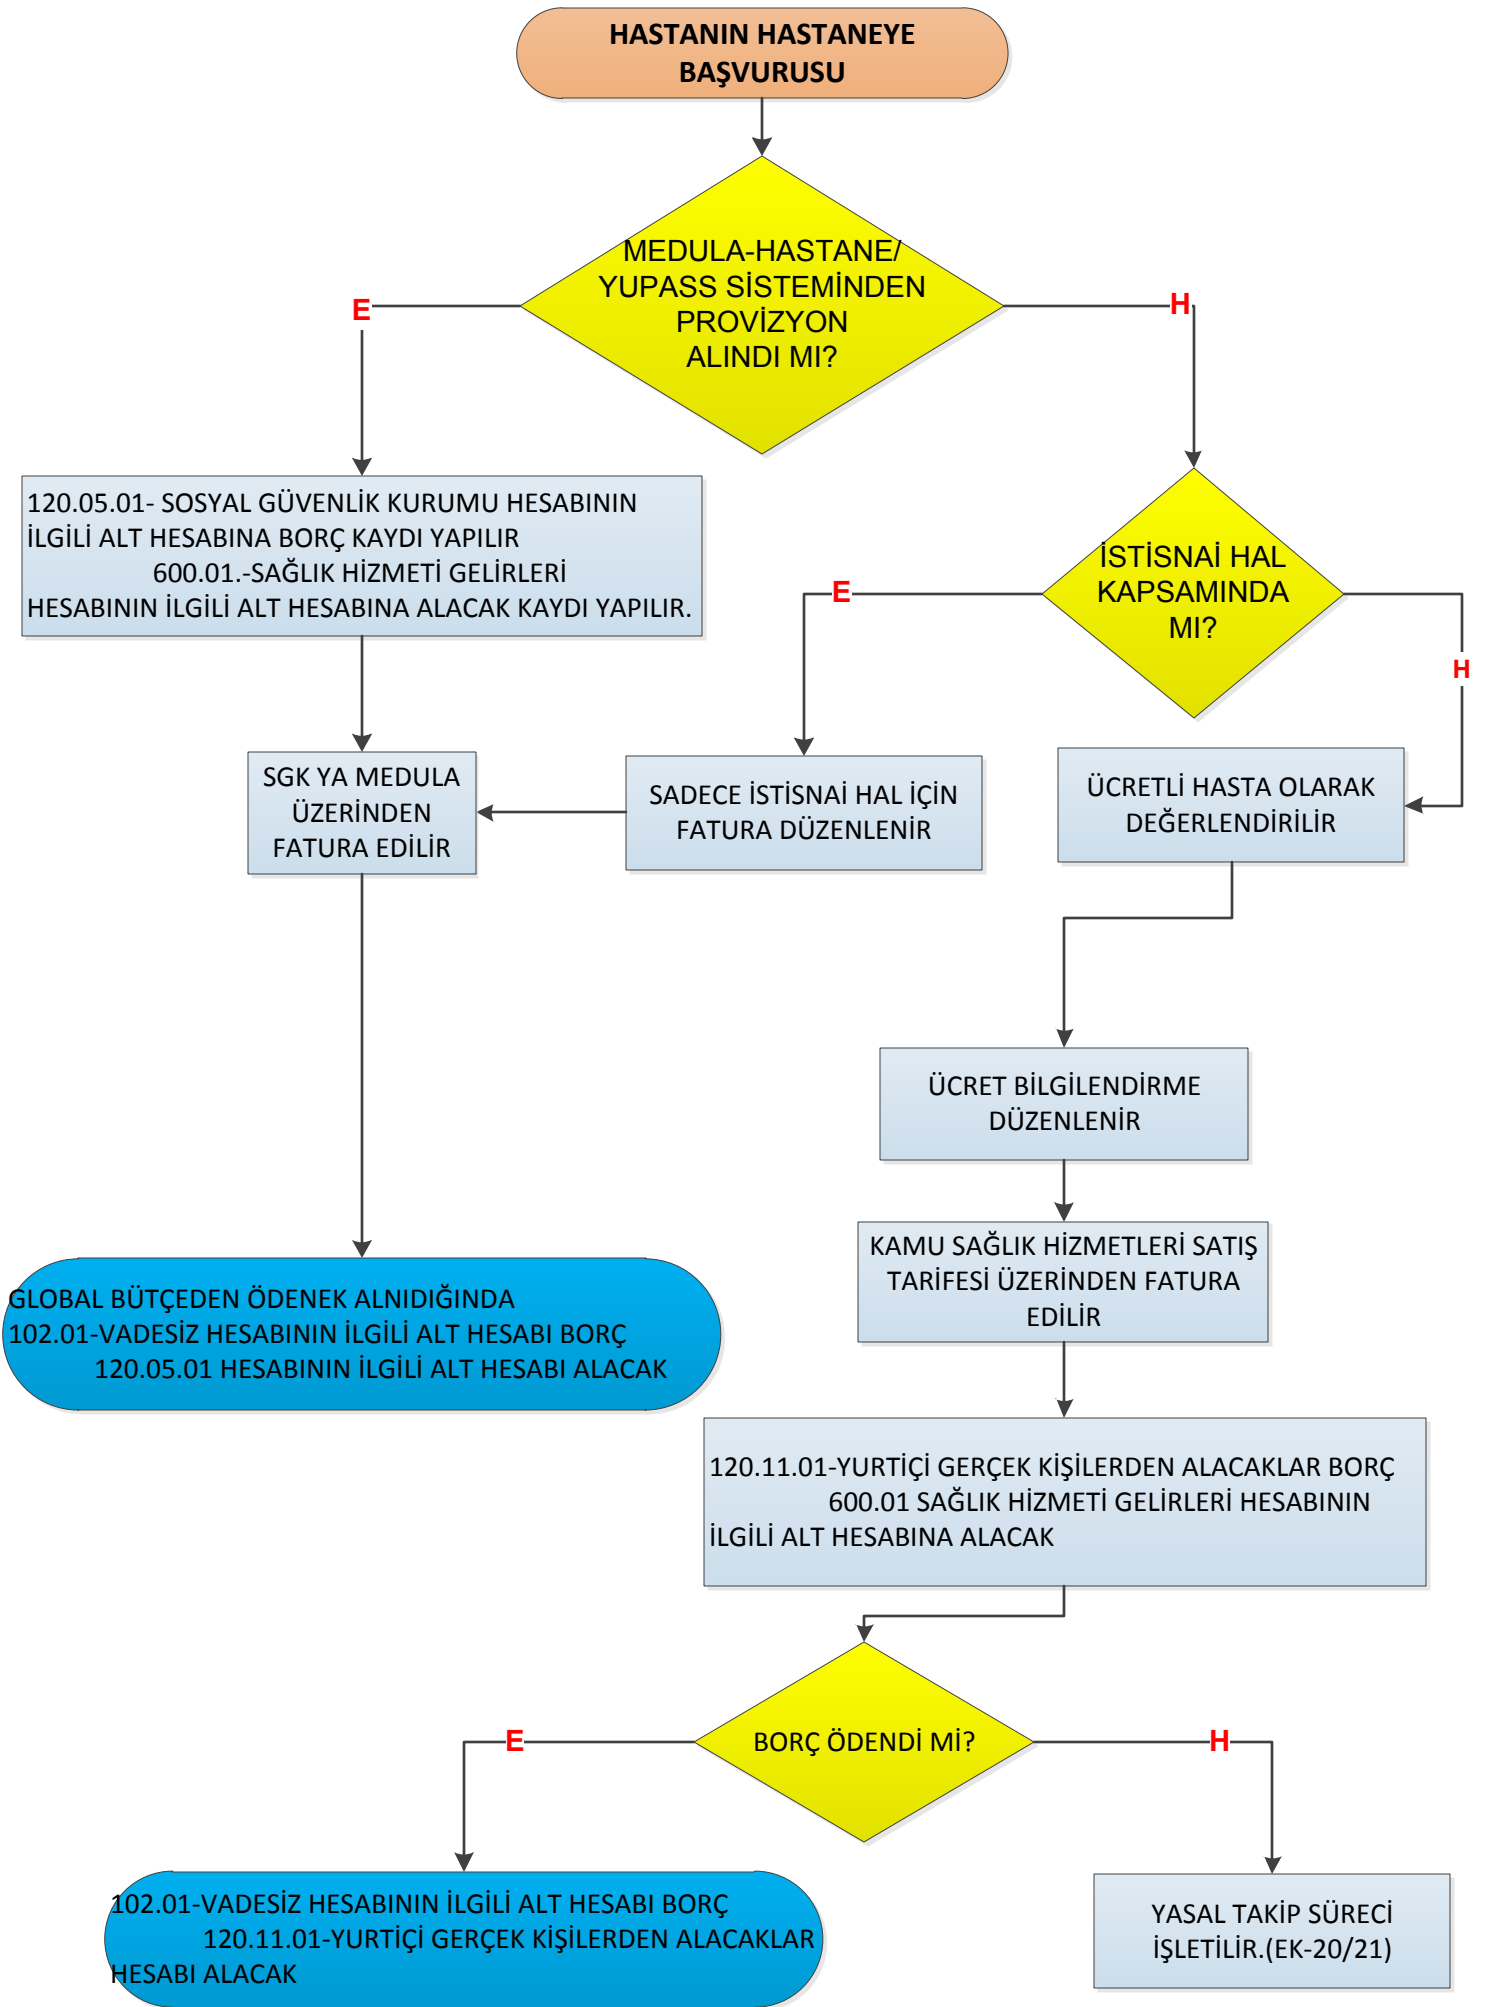 HASTANIN HASTANEYE
BAŞVURUSU
MEDULA-HASTANE/
YUPASS SİSTEMİNDEN
PROVİZYON
ALINDI MI?
E
H
120.05.01- SOSYAL GÜVENLİK KURUMU HESABININ
İLGİLİ ALT HESABINA BORÇ KAYDI YAPILIR
600.01.-SAĞLIK HİZMETİ GELİRLERİ
HESABININ İLGİLİ ALT HESABINA ALACAK KAYDI YAPILIR.
İSTİSNAİ HAL
KAPSAMINDA
MI?
E
H
SGK YA MEDULA
ÜZERİNDEN
FATURA EDİLİR
SADECE İSTİSNAİ HAL İÇİN
FATURA DÜZENLENİR
ÜCRETLİ HASTA OLARAK
DEĞERLENDİRİLİR
ÜCRET BİLGİLENDİRME
DÜZENLENİR
KAMU SAĞLIK HİZMETLERİ SATIŞ
TARİFESİ ÜZERİNDEN FATURA
EDİLİR
GLOBAL BÜTÇEDEN ÖDENEK ALNIDIĞINDA
102.01-VADESİZ HESABININ İLGİLİ ALT HESABI BORÇ
120.05.01 HESABININ İLGİLİ ALT HESABI ALACAK
120.11.01-YURTİÇİ GERÇEK KİŞİLERDEN ALACAKLAR BORÇ
600.01 SAĞLIK HİZMETİ GELİRLERİ HESABININ
İLGİLİ ALT HESABINA ALACAK
BORÇ ÖDENDİ Mİ?
E
H
102.01-VADESİZ HESABININ İLGİLİ ALT HESABI BORÇ
120.11.01-YURTİÇİ GERÇEK KİŞİLERDEN ALACAKLAR
HESABI ALACAK
YASAL TAKİP SÜRECİ
İŞLETİLİR.(EK-20/21)